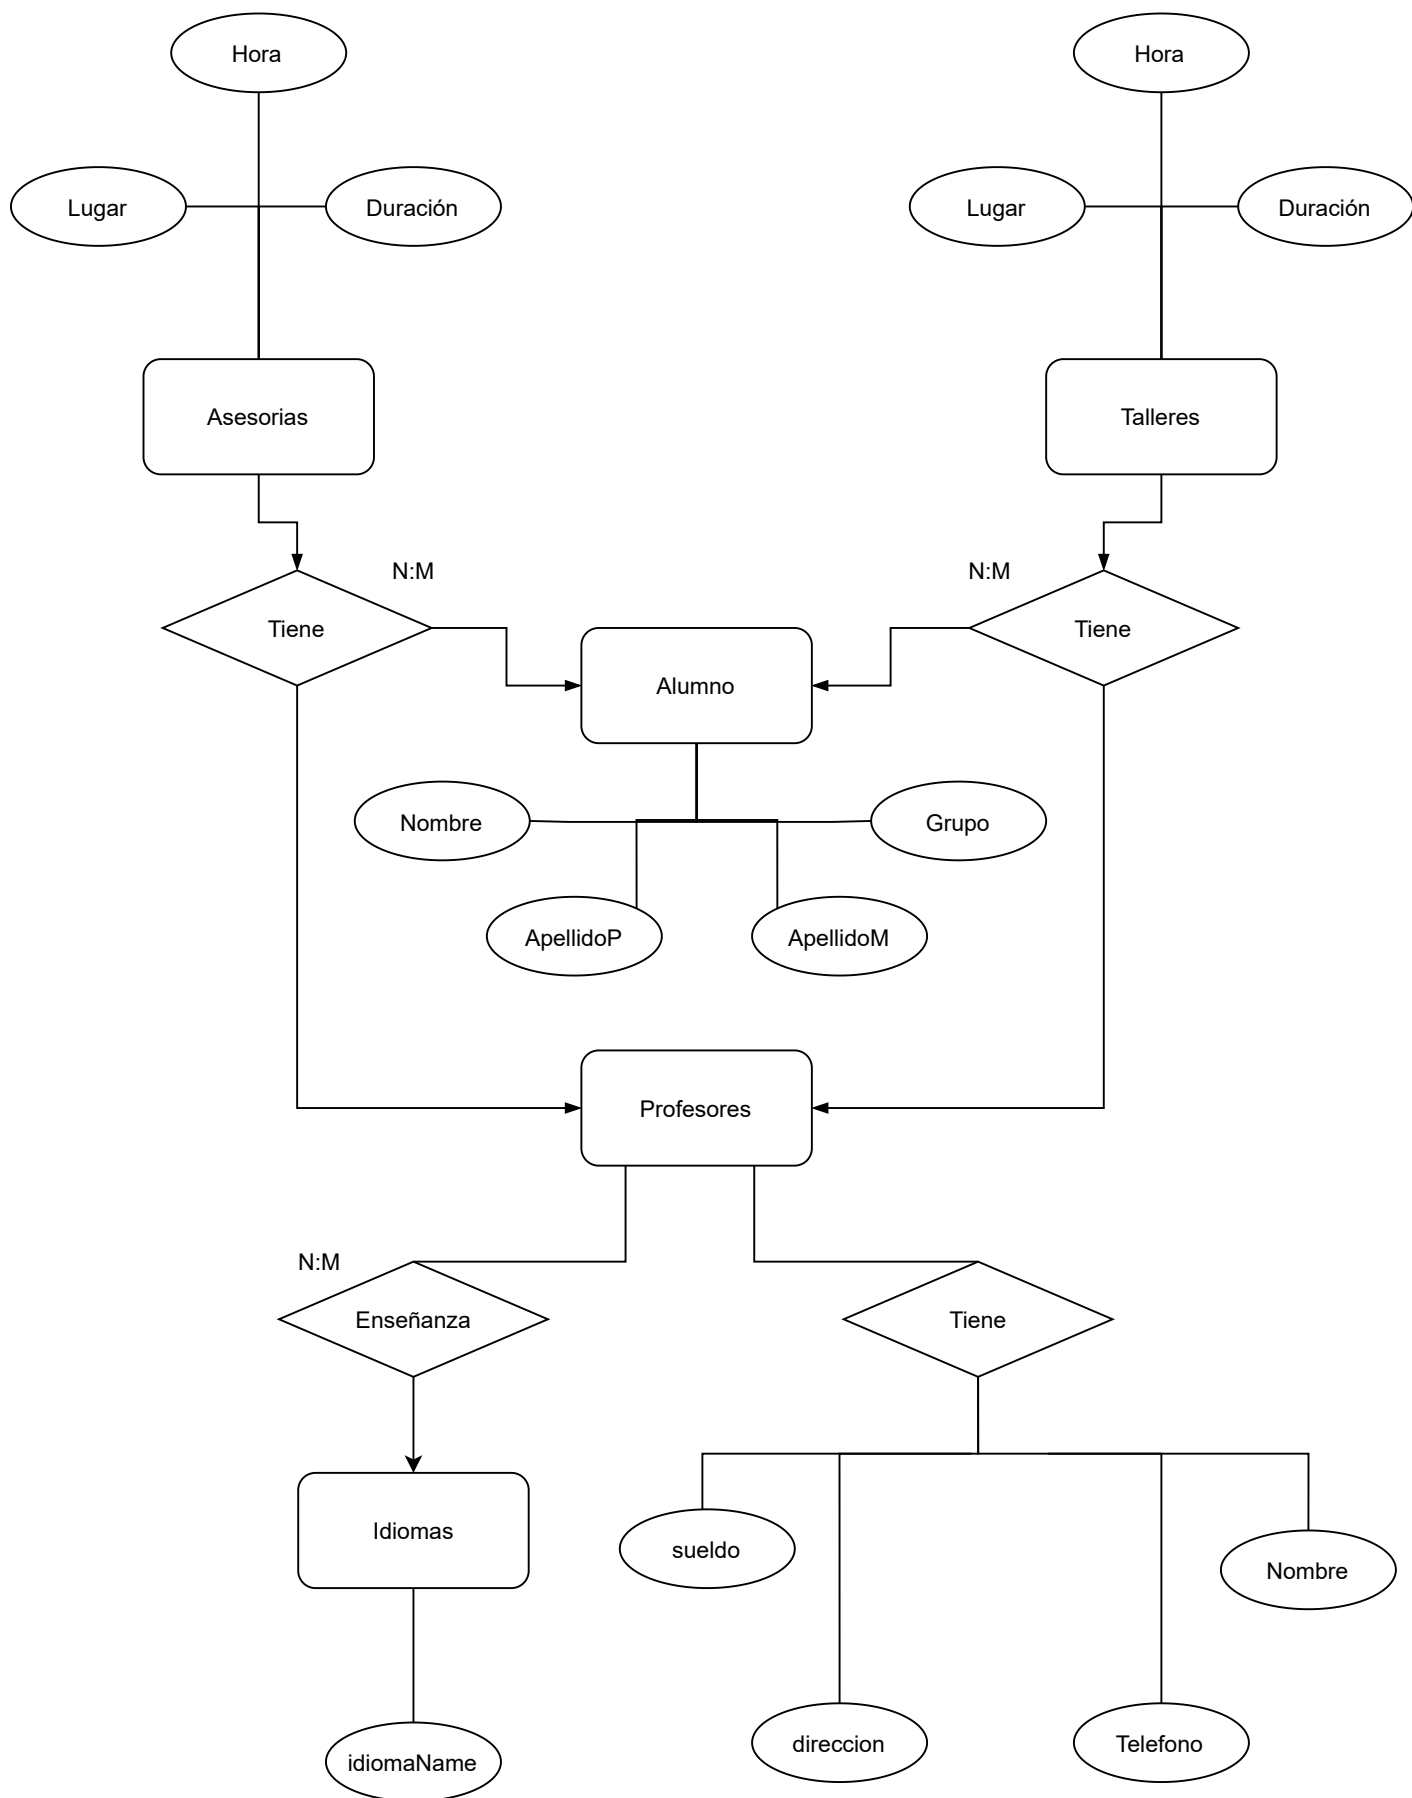 Hora
Hora
Lugar
Duración
Lugar
Duración
Asesorias
Talleres
N:M
N:M
Tiene
Tiene
Alumno
Nombre
Grupo
ApellidoP
ApellidoM
Profesores
N:M
Enseñanza
Tiene
Idiomas
sueldo
Nombre
direccion
Telefono
idiomaName